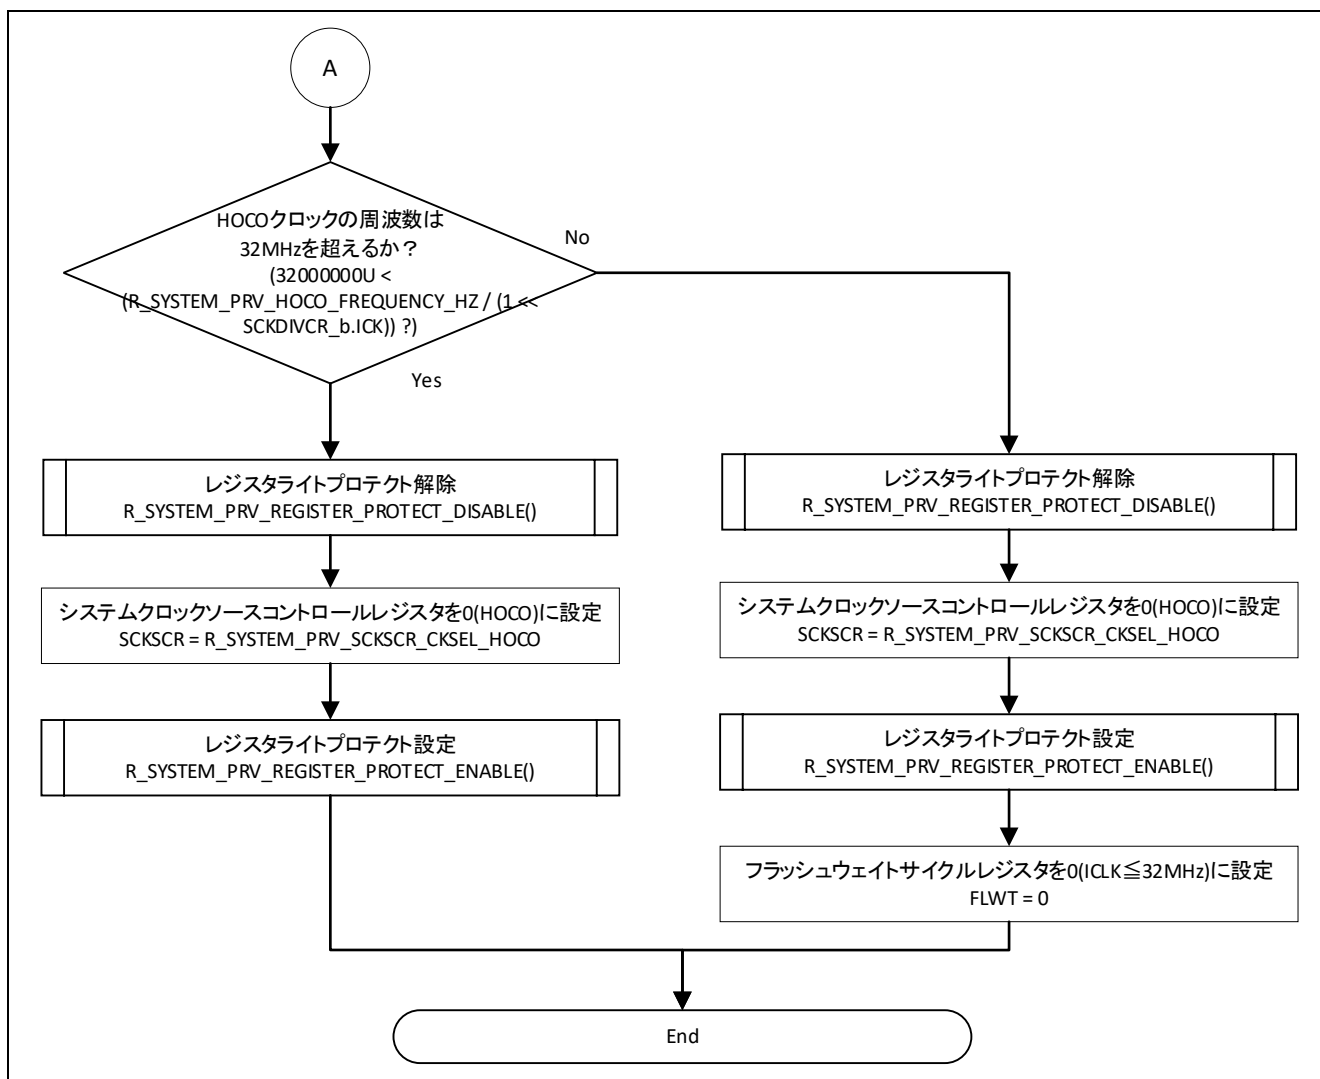 A
HOCOクロックの周波数は
32MHzを超えるか？
(32000000U <
(R_SYSTEM_PRV_HOCO_FREQUENCY_HZ / (1 <<
SCKDIVCR_b.ICK)) ?)
No
Yes
レジスタライトプロテクト解除
R_SYSTEM_PRV_REGISTER_PROTECT_DISABLE()
システムクロックソースコントロールレジスタを0(HOCO)に設定
SCKSCR = R_SYSTEM_PRV_SCKSCR_CKSEL_HOCO
レジスタライトプロテクト設定
R_SYSTEM_PRV_REGISTER_PROTECT_ENABLE()
レジスタライトプロテクト解除
R_SYSTEM_PRV_REGISTER_PROTECT_DISABLE()
システムクロックソースコントロールレジスタを0(HOCO)に設定
SCKSCR = R_SYSTEM_PRV_SCKSCR_CKSEL_HOCO
レジスタライトプロテクト設定
R_SYSTEM_PRV_REGISTER_PROTECT_ENABLE()
フラッシュウェイトサイクルレジスタを0(ICLK≦32MHz)に設定
FLWT = 0
End